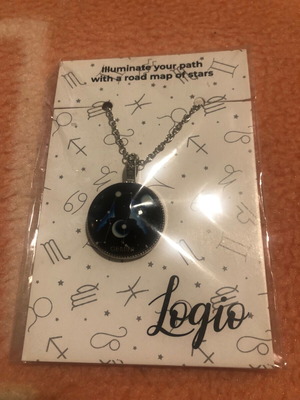 Illuminate your path
with a road map of stars
Logio